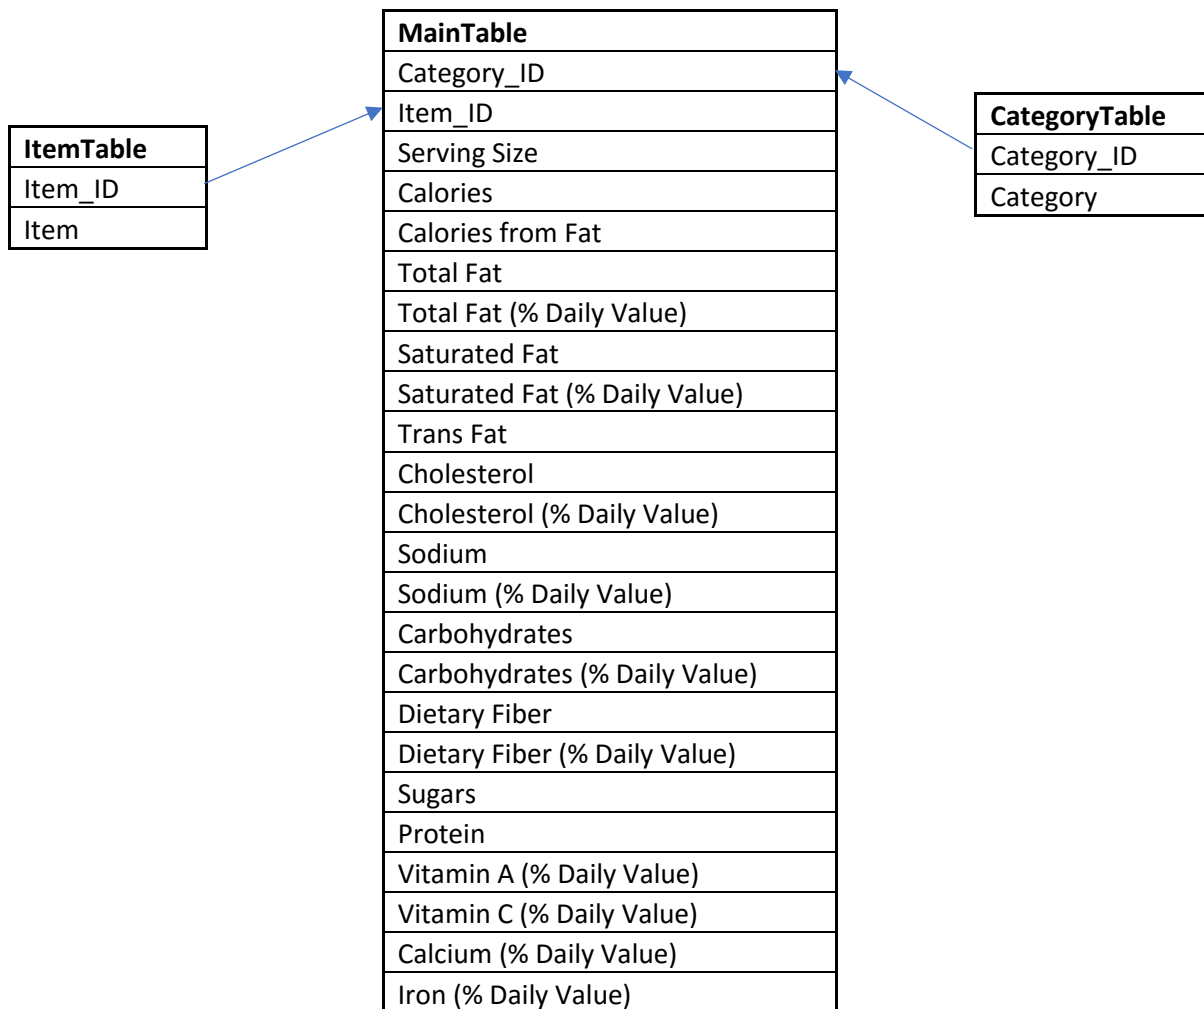 MainTable
Category_ID
Item_ID
Serving Size
Calories
Calories from Fat
Total Fat
Total Fat (% Daily Value)
Saturated Fat
Saturated Fat (% Daily Value)
Trans Fat
Cholesterol
Cholesterol (% Daily Value)
Sodium
Sodium (% Daily Value)
Carbohydrates
Carbohydrates (% Daily Value)
Dietary Fiber
Dietary Fiber (% Daily Value)
Sugars
Protein
Vitamin A (% Daily Value)
Vitamin C (% Daily Value)
Calcium (% Daily Value)
Iron (% Daily Value)
ItemTable
Item_ID
Item
CategoryTable
Category_ID
Category